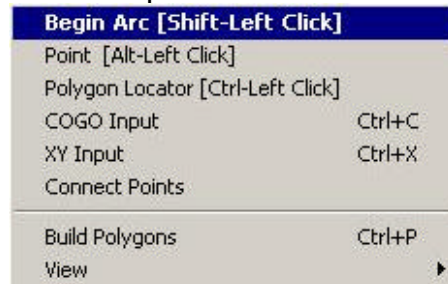 Begin Arc [Shift-Left Click]
Point [Alt-Left Click]
Polygon Locator [Ctrl-Left Click]
COGO Input Ctrl+C
XY Input Ctrl+X
Connect Points
Build Polygons Ctrl+P
View